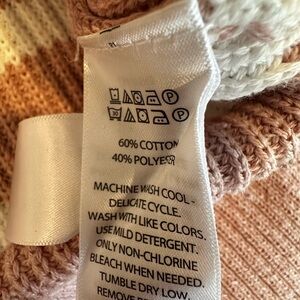 60% COTTON
40% POLYESTER
MACHINE WASH COOL -
DELICATE CYCLE.
WASH WITH LIKE COLORS.
USE MILD DETERGENT.
ONLY NON-CHLORINE
BLEACH WHEN NEEDED.
TUMBLE DRY LOW.
REMOVE